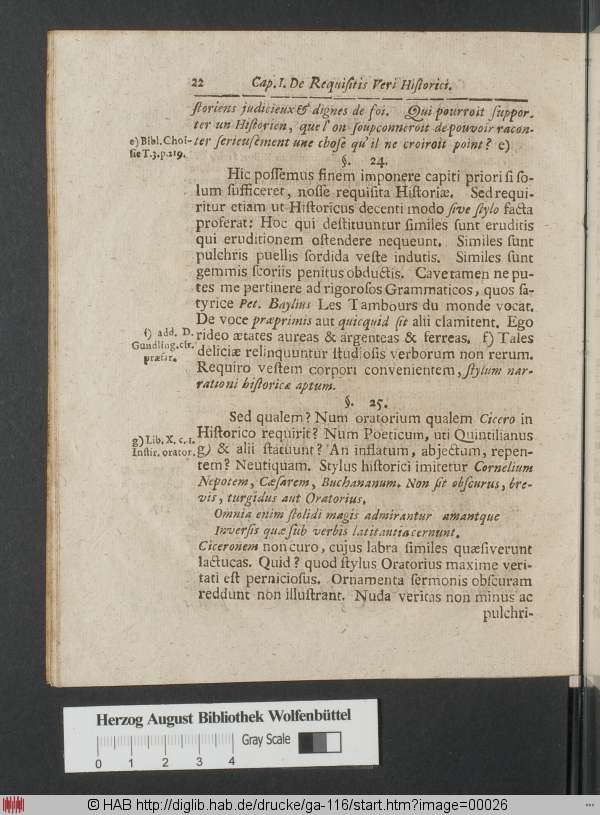 22 Cap. I. De Requisitis Veri Historici.
ſtoriens judicieux & dignes de foi. Qui pourroit suppor-
ter un Hiſtorien, que l'on ſoupçonneroit de pouvoir racon-
e) Bibl. Choi-
ſie T.3. p.219.
ter ſerieuſément une choſe qu'il ne croiroit point? e)
§. 24.
Hic poſſemus finem imponere capiti priori ſi ſo-
lum ſufficeret, noſſe requiſita Hiſtoriæ. Sed requi-
ritur etiam ut Hiſtoricus decenti modo ſive ſtylo facta
proferat: Hoc qui deſtituuntur ſimiles ſunt eruditis
qui eruditionem oſtendere nequeunt. Similes ſunt
pulchris puellis ſordida veſte indutis. Similes ſunt
gemmis ſcoriis penitus obductis. Cave tamen ne pu-
tes me pertinere ad rigoroſos Grammaticos, quos ſa-
tyrice Pet. Baylius Les Tambours du monde vocat.
De voce præprimis aut quicquid ſit alii clamitent. Ego
f) add. D.
Gundling. cit.
præfat.
rideo ætates aureas & argenteas & ferreas. f) Tales
deliciæ relinquuntur ſtudioſis verborum non rerum.
Requiro veſtem corpori convenientem, ſtylum nar-
rationi hiſtoricæ aptum.
§. 25.
Sed qualem? Num oratorium qualem Cicero in
Hiſtorico requirit? Num Poëticum, uti Quintilianus
g) Lib. X. c. 1.
Inſtit. orator.
g) & alii ſtatuunt? An inflatum, abjectum, repen-
tem? Neutiquam. Stylus hiſtorici imitetur Cornelium
Nepotem, Cæſarem, Buchananum. Non ſit obſcurus, bre-
vis, turgidus aut Oratorius.
Omnia enim ſtolidi magis admirantur amantque
Inverſis quæ ſub verbis latitantia cernunt.
Ciceronem non curo, cujus labra ſimiles quæſiverunt
lactucas. Quid? quod ſtylus Oratorius maxime veri-
tati eſt pernicioſus. Ornamenta ſermonis obſcuram
reddunt non illuſtrant. Nuda veritas non minus ac
pulchri-
Herzog August Bibliothek Wolfenbüttel
0 1 2 3 4 Gray Scale
© HAB http://diglib.hab.de/drucke/ga-116/start.htm?image=00026